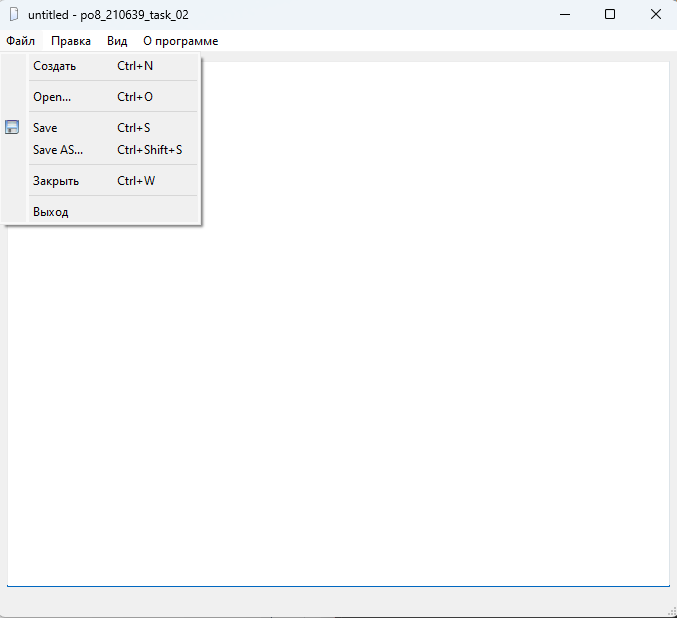 untitled - po8_210639_task_02
Файл Правка Вид О программе
Создать Ctrl+N
Open... Ctrl+O
Save Ctrl+S
Save AS... Ctrl+Shift+S
Закрыть Ctrl+W
Выход